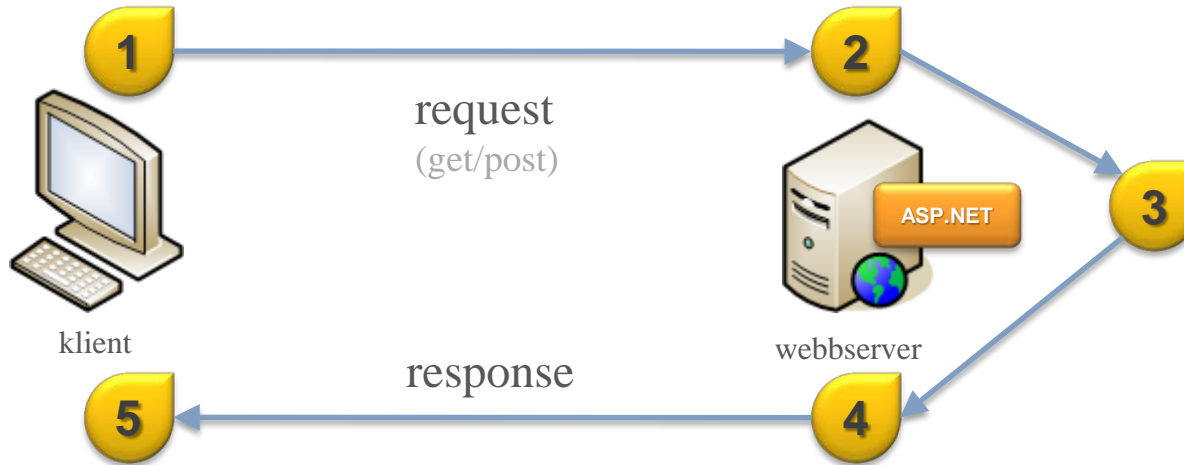 1
2
request
(get/post)
ASP.NET
3
klient
webbserver
response
5
4